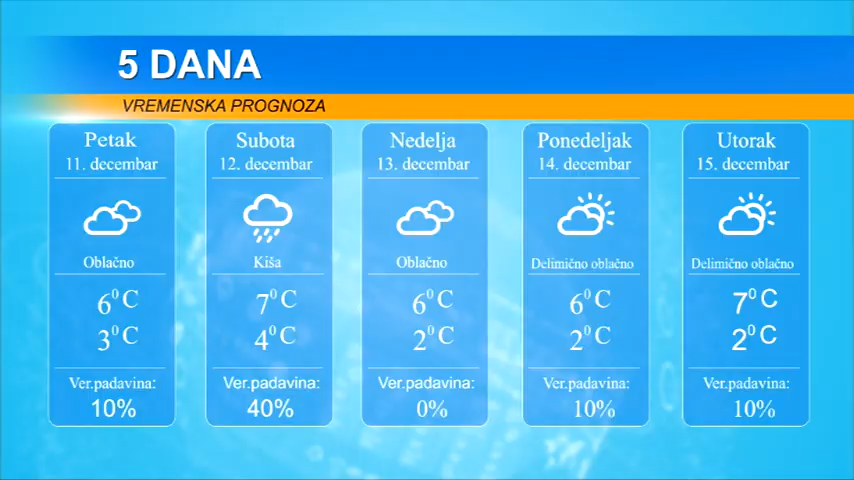 5 DANA
VREMENSKA PROGNOZA
Petak
11. decembar
Oblačno
6⁰ C
3⁰ C
Ver.padavina:
10%
Subota
12. decembar
Kiša
7⁰ C
4⁰ C
Ver.padavina:
40%
Nedelja
13. decembar
Oblačno
6⁰ C
2⁰ C
Ver.padavina:
0%
Ponedeljak
14. decembar
Delimično oblačno
6⁰ C
2⁰ C
Ver.padavina:
10%
Utorak
15. decembar
Delimično oblačno
7⁰ C
2⁰ C
Ver.padavina:
10%